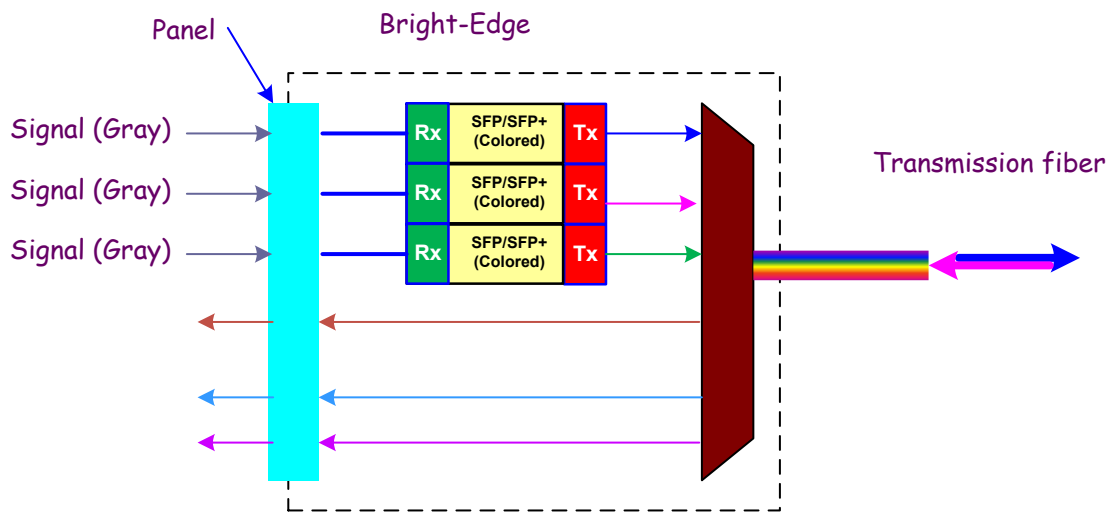 Bright-Edge
Panel
Signal (Gray)
Rx
SFP/SFP+
(Colored)
Tx
Signal (Gray)
Rx
SFP/SFP+
(Colored)
Tx
Signal (Gray)
Rx
SFP/SFP+
(Colored)
Tx
Transmission fiber